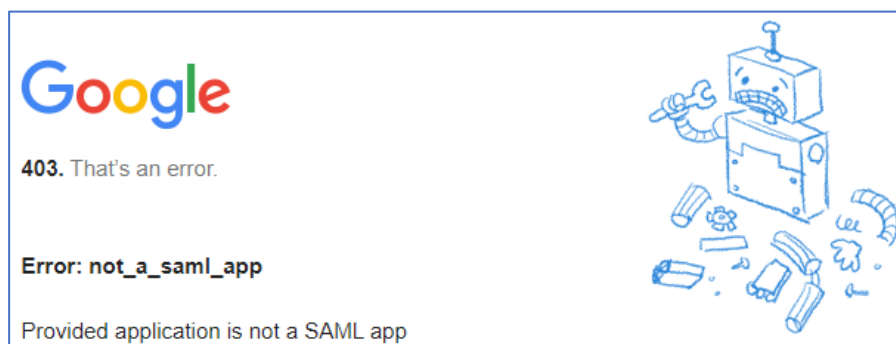 Google
403. That's an error.
Error: not_a_saml_app
Provided application is not a SAML app